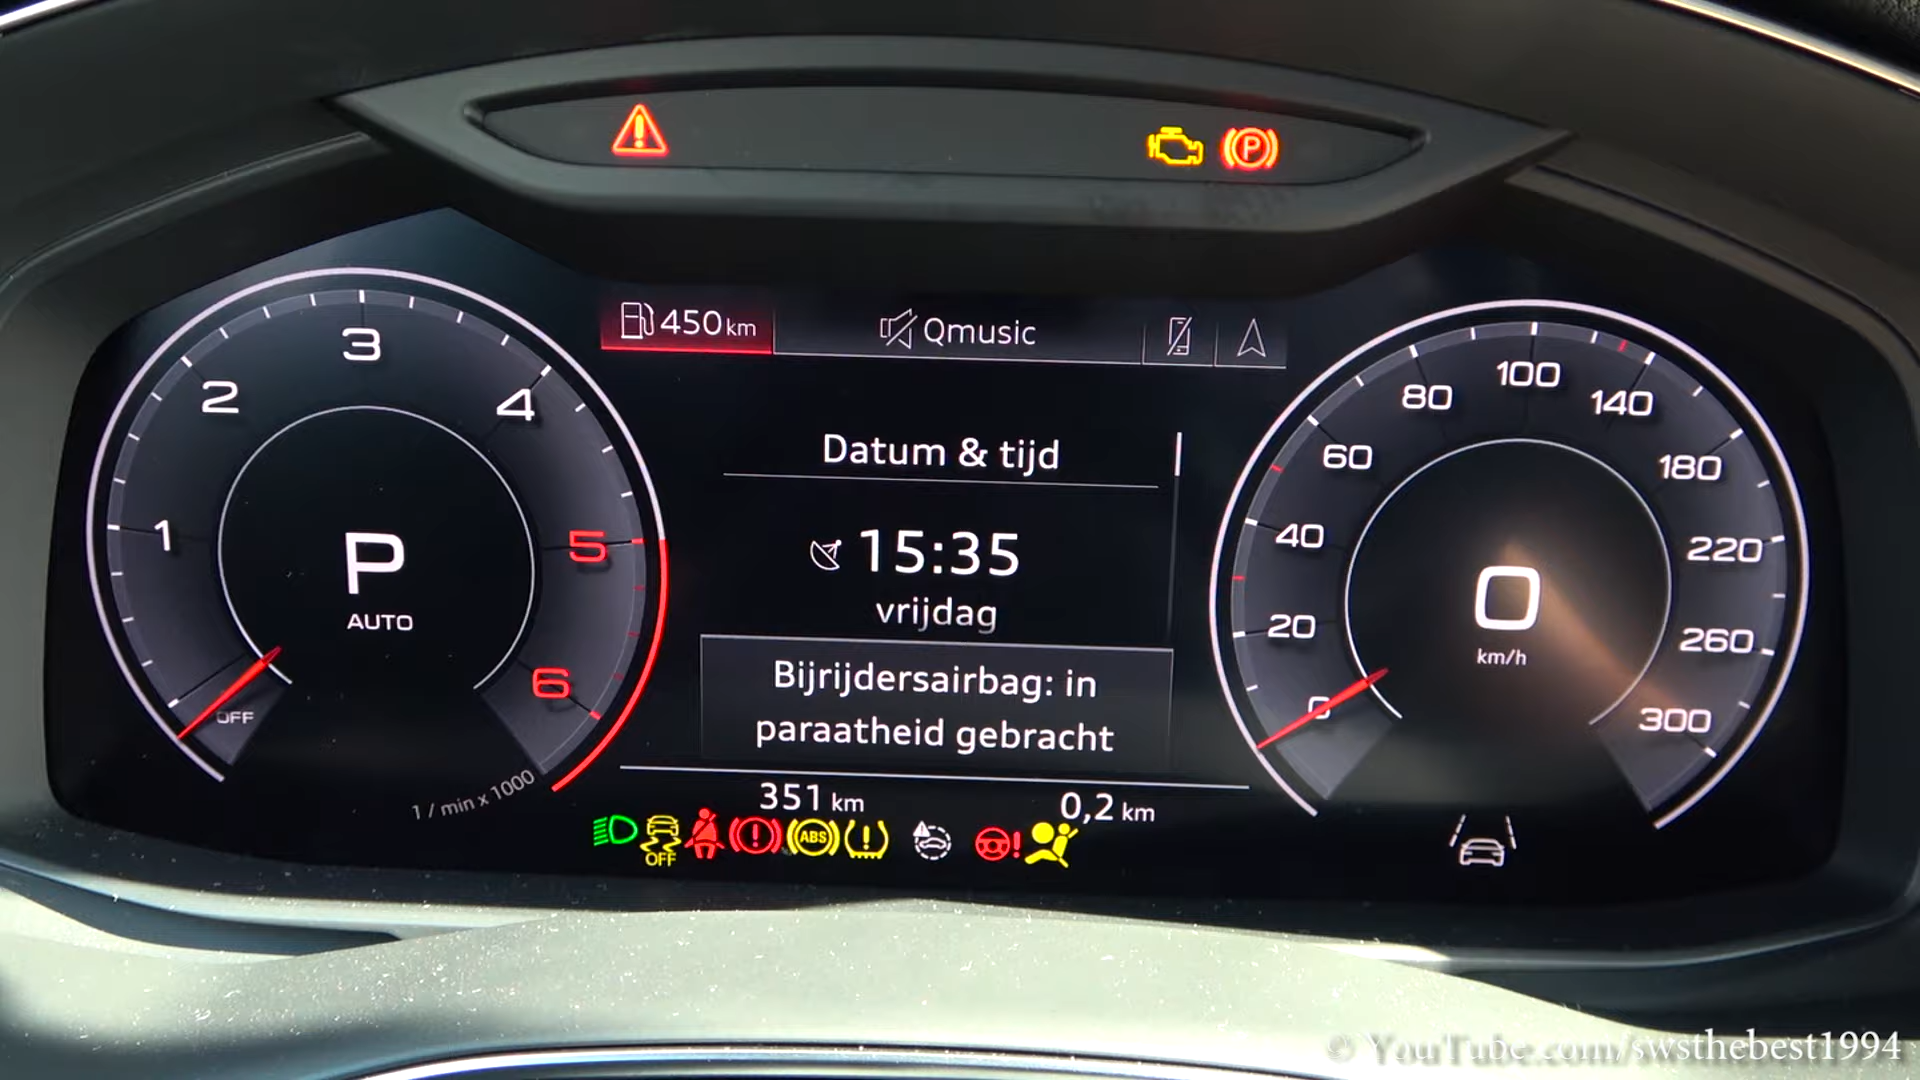 450 km
Qmusic
Datum & tijd
15:35
vrijdag
Bijrijdersairbag: in
paraatheid gebracht
351 km
0,2 km
1
2
3
4
5
6
P
AUTO
OFF
1 / min x 1000
0
20
40
60
80
100
140
180
220
260
300
0
km/h
OFF
ABS
P
© YouTube.com/swsthebest1994